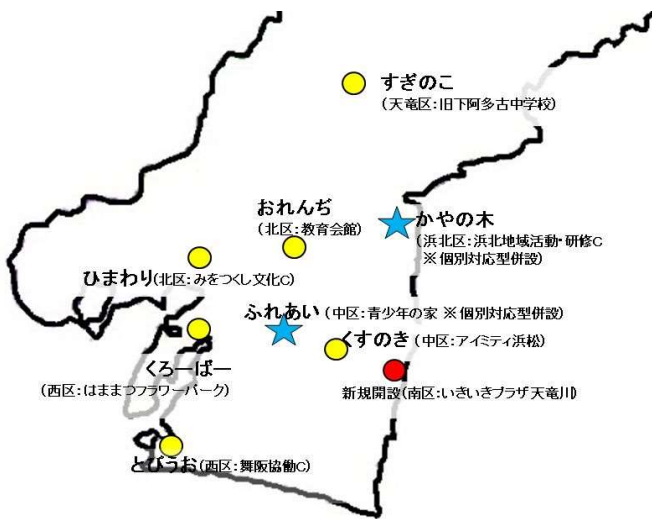 すぎのこ
(天竜区:旧下阿多古中学校)
おれんぢ
(北区:教育会館)
かやの木
(浜北区:浜北地域活動・研修C
※個別対応型併設)
ひまわり(北区:みをつくし文化C)
ふれあい(中区:青少年の家 ※個別対応型併設)
くすのき(中区:アイミティ浜松)
くろーばー
(西区:はままつフラワーパーク)
新規開設(南区:いきいきプラザ天竜川)
とびうお(西区:舞阪協働C)